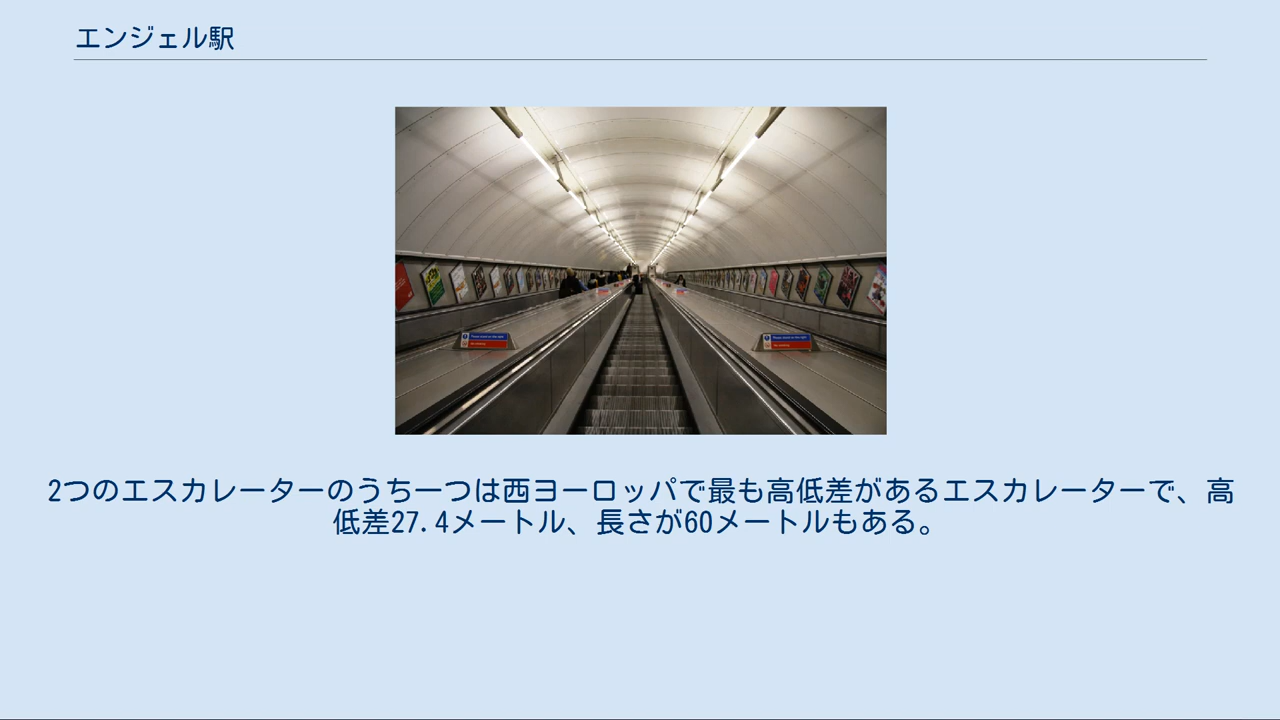 エンジェル駅
2つのエスカレーターのうち一つは西ヨーロッパで最も高低差があるエスカレーターで、高
低差27.4メートル、長さが60メートルもある。